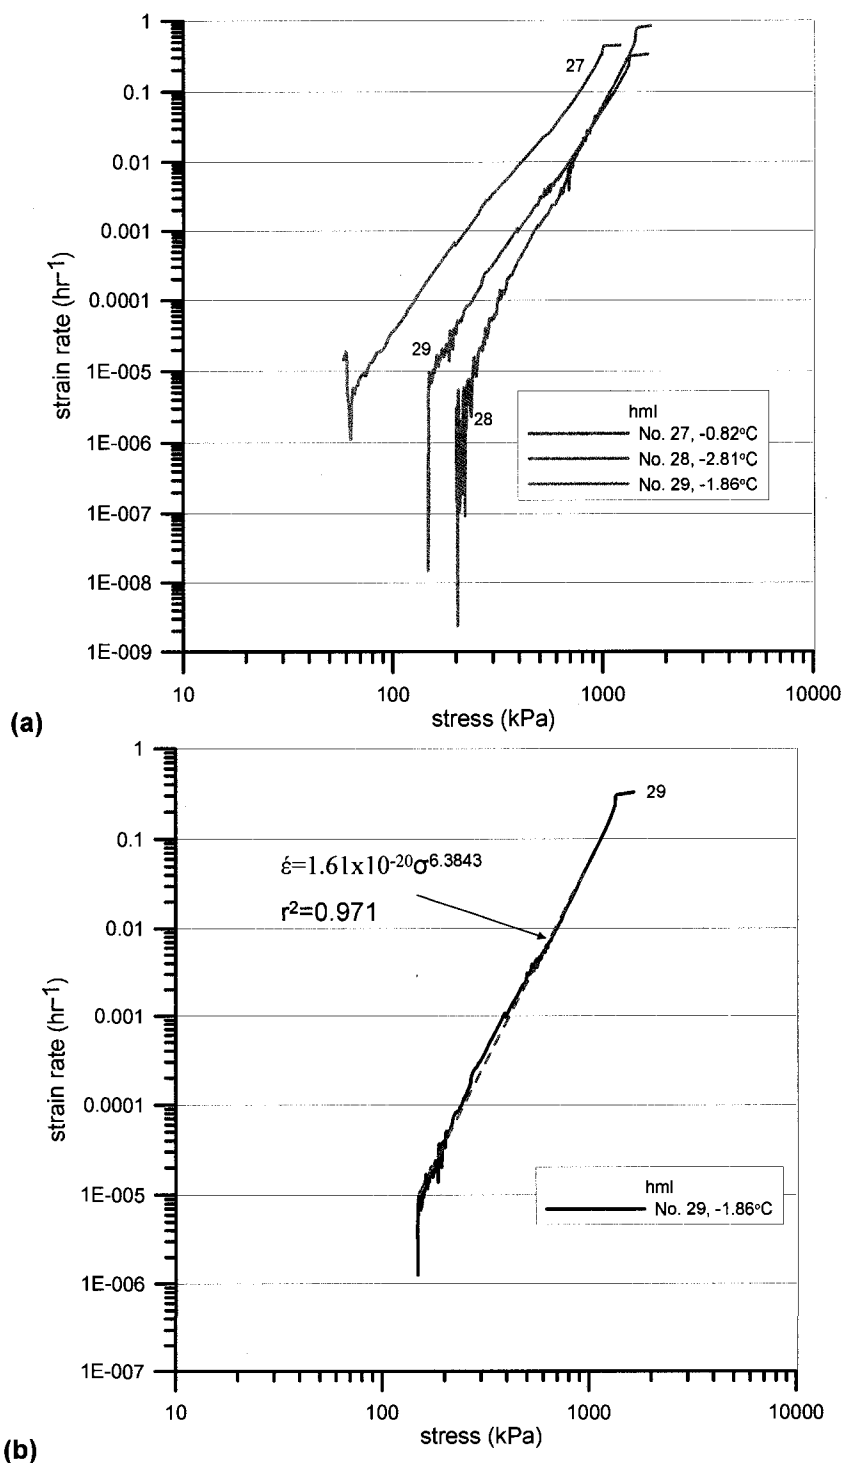 1
0.1
0.01
0.001
0.0001
1E-005
1E-006
1E-007
1E-008
1E-009
strain rate (hr⁻¹)
27
29
28
hml
No. 27, -0.82°C
No. 28, -2.81°C
No. 29, -1.86°C
10 100 1000 10000
stress (kPa)
(a)
1
0.1
0.01
0.001
0.0001
1E-005
1E-006
1E-007
strain rate (hr⁻¹)
29
έ=1.61x10⁻²⁰σ⁶·³⁸⁴³
r²=0.971
hml
No. 29, -1.86°C
10 100 1000 10000
stress (kPa)
(b)